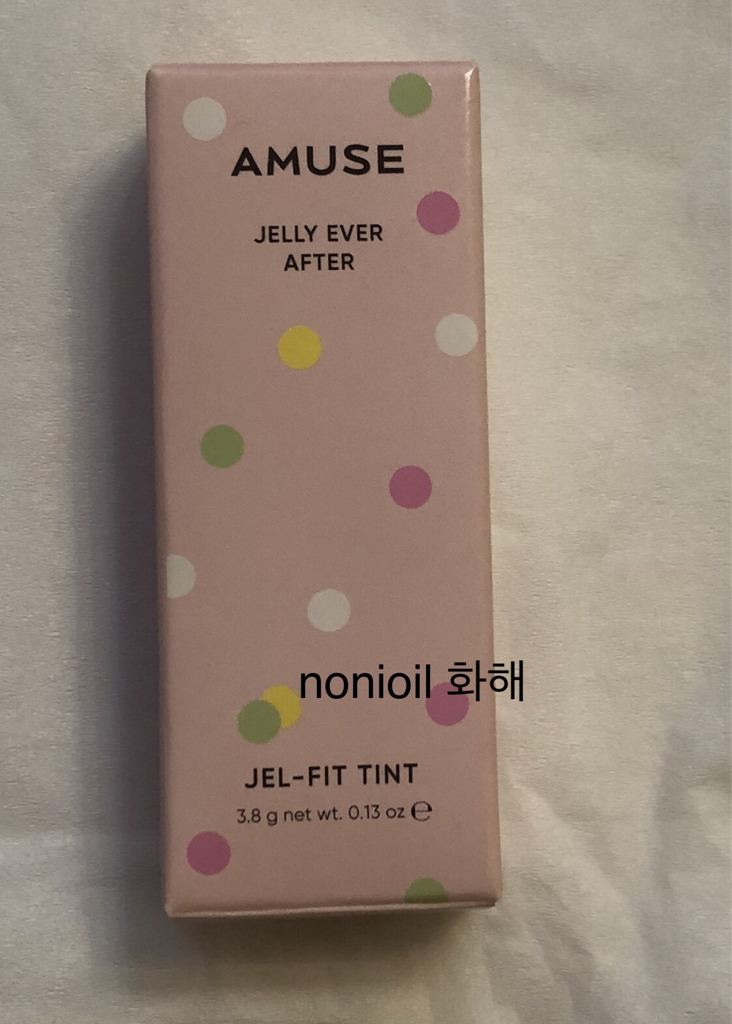 AMUSE
JELLY EVER
AFTER
nonioil 화해
JEL-FIT TINT
3.8 g net wt. 0.13 oz ℮